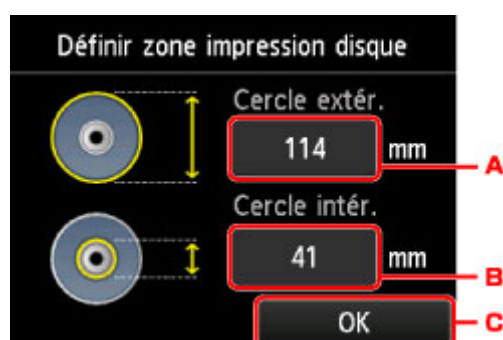 Définir zone impression disque
Cercle extér.
114 mm
A
Cercle intér.
41 mm
B
OK
C